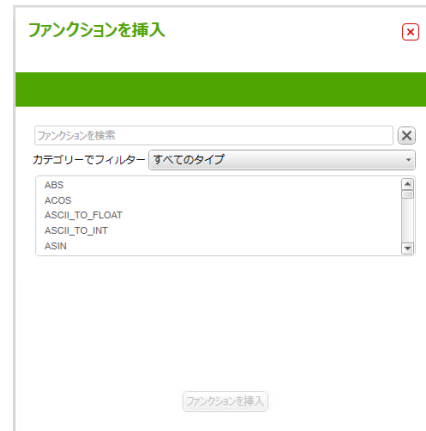 ファンクションを挿入
ファンクションを検索
カテゴリーでフィルター すべてのタイプ
ABS
ACOS
ASCII_TO_FLOAT
ASCII_TO_INT
ASIN
ファンクションを挿入